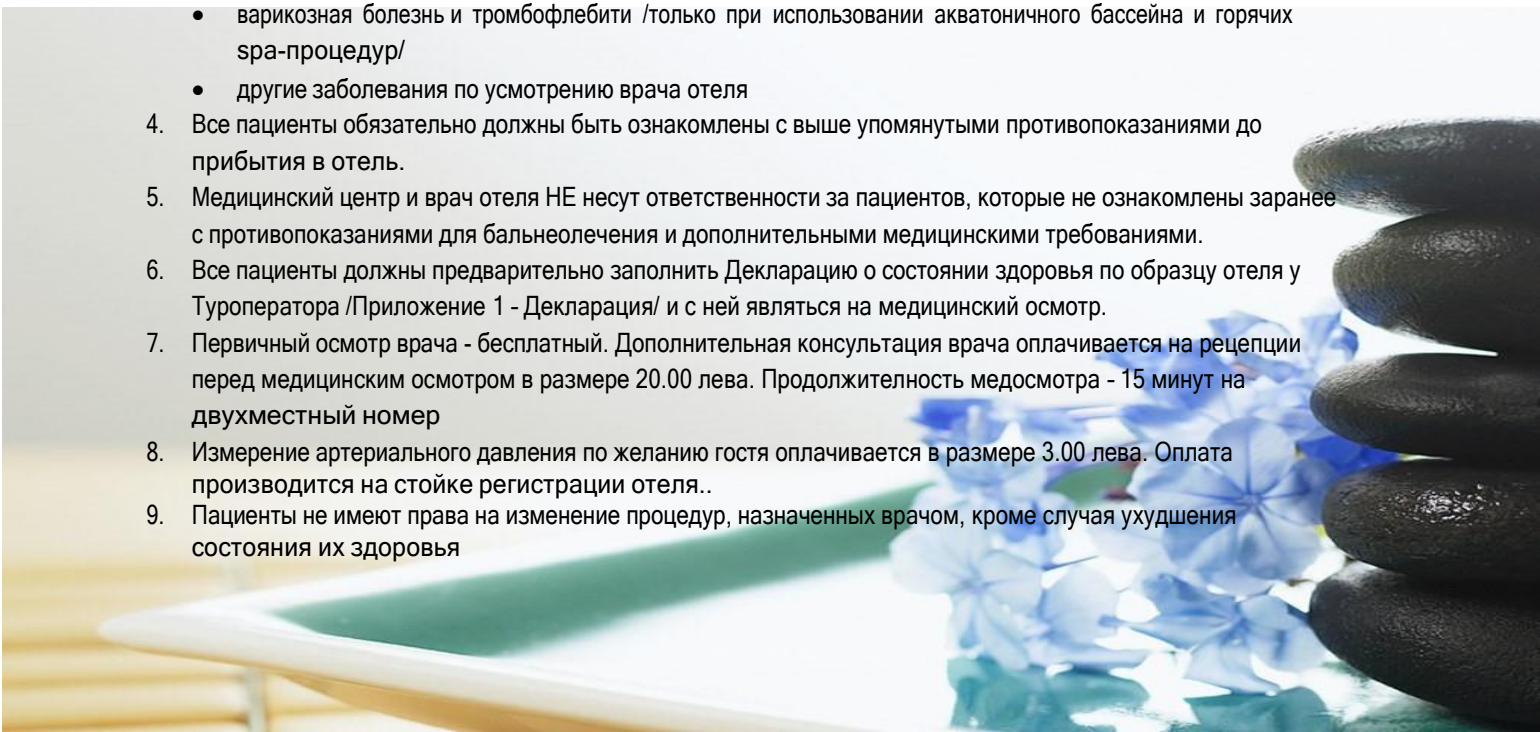 • варикозная болезнь и тромбофлебити /только при использовании акватоничного бассейна и горячих
spa-процедур/
• другие заболевания по усмотрению врача отеля
4. Все пациенты обязательно должны быть ознакомлены с выше упомянутыми противопоказаниями до
прибытия в отель.
5. Медицинский центр и врач отеля НЕ несут ответственности за пациентов, которые не ознакомлены заранее
с противопоказаниями для бальнеолечения и дополнительными медицинскими требованиями.
6. Все пациенты должны предварительно заполнить Декларацию о состоянии здоровья по образцу отеля у
Туроператора /Приложение 1 - Декларация/ и с ней являться на медицинский осмотр.
7. Первичный осмотр врача - бесплатный. Дополнительная консультация врача оплачивается на рецепции
перед медицинским осмотром в размере 20.00 лева. Продолжителность медосмотра - 15 минут на
двухместный номер
8. Измерение артериального давления по желанию гостя оплачивается в размере 3.00 лева. Оплата
производится на стойке регистрации отеля..
9. Пациенты не имеют права на изменение процедур, назначенных врачом, кроме случая ухудшения
состояния их здоровья